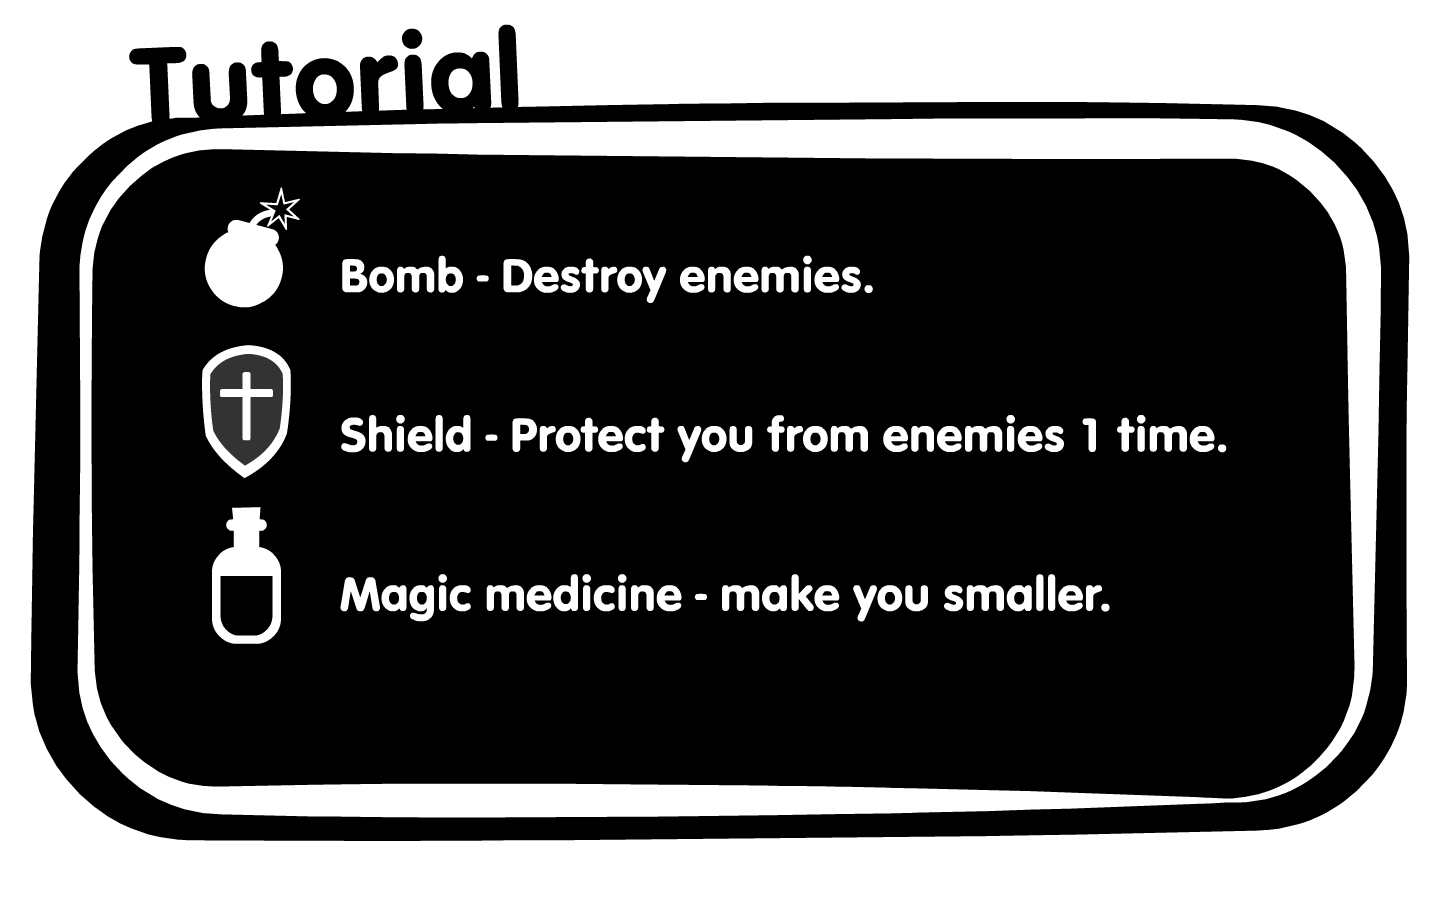 Tutorial
Bomb - Destroy enemies.
Shield - Protect you from enemies 1 time.
Magic medicine - make you smaller.